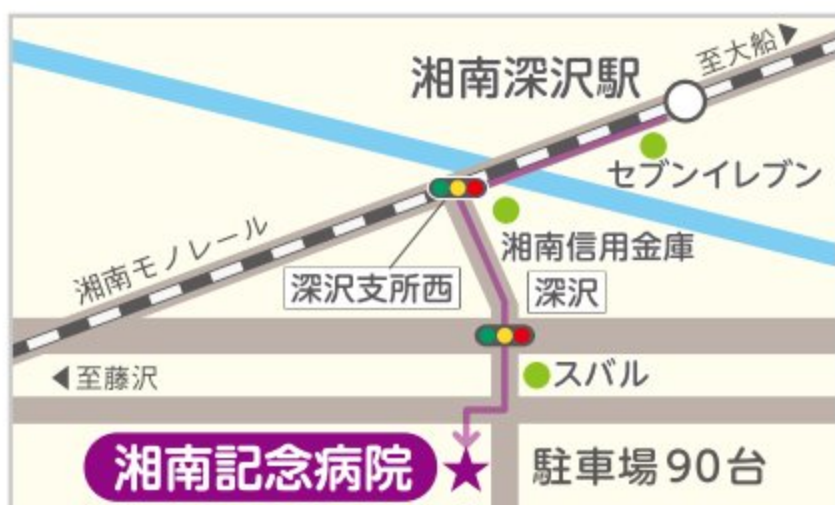 至大船▶
湘南深沢駅
セブンイレブン
湘南モノレール
湘南信用金庫
深沢支所西
深沢
◀至藤沢
スバル
湘南記念病院
駐車場90台